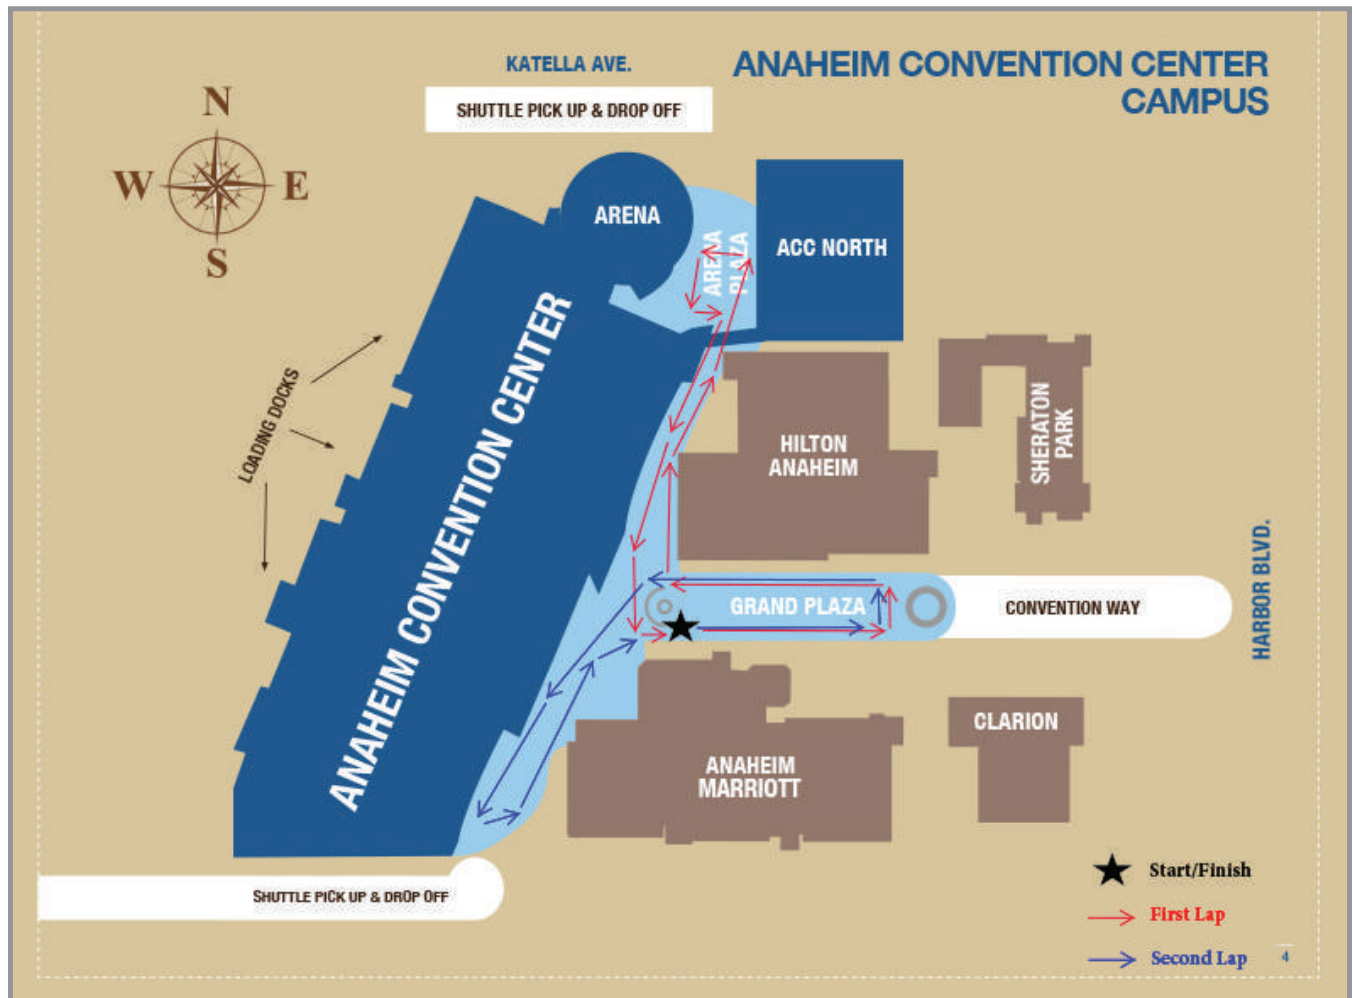 KATELLA AVE.
ANAHEIM CONVENTION CENTER
CAMPUS
SHUTTLE PICK UP & DROP OFF
N
W
E
S
ARENA
ARENA
PLAZA
ACC NORTH
ANAHEIM CONVENTION CENTER
LOADING DOCKS
HILTON
ANAHEIM
SHERATON
PARK
HARBOR BLVD.
GRAND PLAZA
CONVENTION WAY
CLARION
ANAHEIM
MARRIOTT
SHUTTLE PICK UP & DROP OFF
Start/Finish
First Lap
Second Lap
4